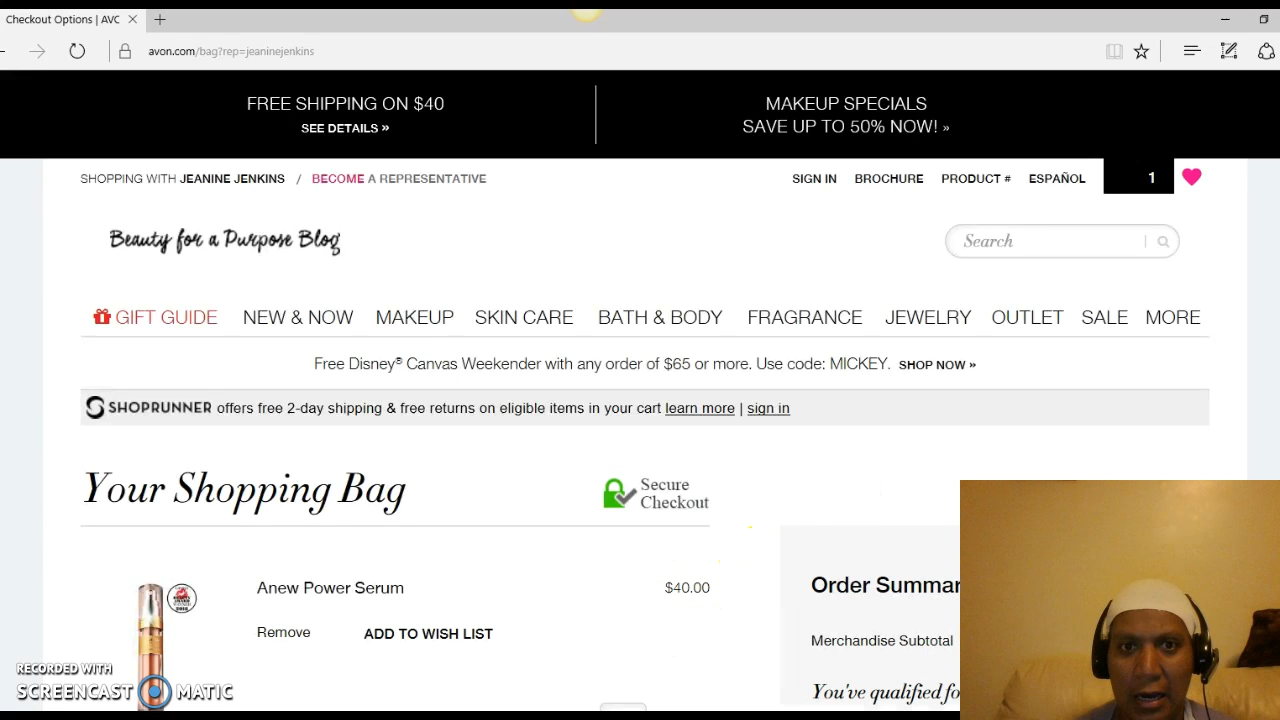 Checkout Options | AVC
avon.com/bag?rep=jeaninejenkins
FREE SHIPPING ON $40
SEE DETAILS »
MAKEUP SPECIALS
SAVE UP TO 50% NOW! »
SHOPPING WITH JEANINE JENKINS / BECOME A REPRESENTATIVE
SIGN IN BROCHURE PRODUCT # ESPAÑOL 1
Beauty for a Purpose Blog
Search
GIFT GUIDE NEW & NOW MAKEUP SKIN CARE BATH & BODY FRAGRANCE JEWELRY OUTLET SALE MORE
Free Disney® Canvas Weekender with any order of $65 or more. Use code: MICKEY. SHOP NOW »
SHOPRUNNER offers free 2-day shipping & free returns on eligible items in your cart learn more | sign in
Your Shopping Bag
Secure
Checkout
Anew Power Serum $40.00
Remove ADD TO WISH LIST
Order Summar
Merchandise Subtotal
You've qualified fo
RECORDED WITH
SCREENCAST MATIC